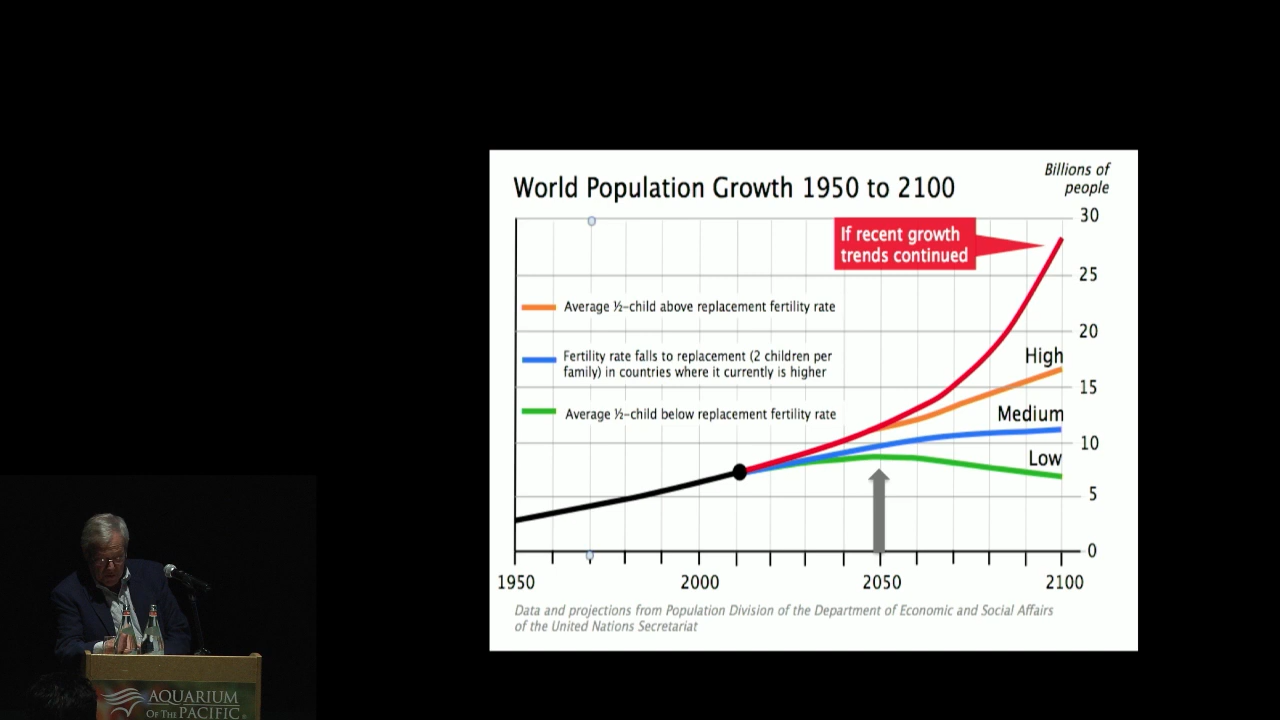 World Population Growth 1950 to 2100
Billions of
people
30
If recent growth
trends continued
25
Average ½-child above replacement fertility rate
20
High
Fertility rate falls to replacement (2 children per
family) in countries where it currently is higher
15
Medium
Average ½-child below replacement fertility rate
10
Low
5
0
1950
2000
2050
2100
Data and projections from Population Division of the Department of Economic and Social Affairs
of the United Nations Secretariat
AQUARIUM
OF THE PACIFIC